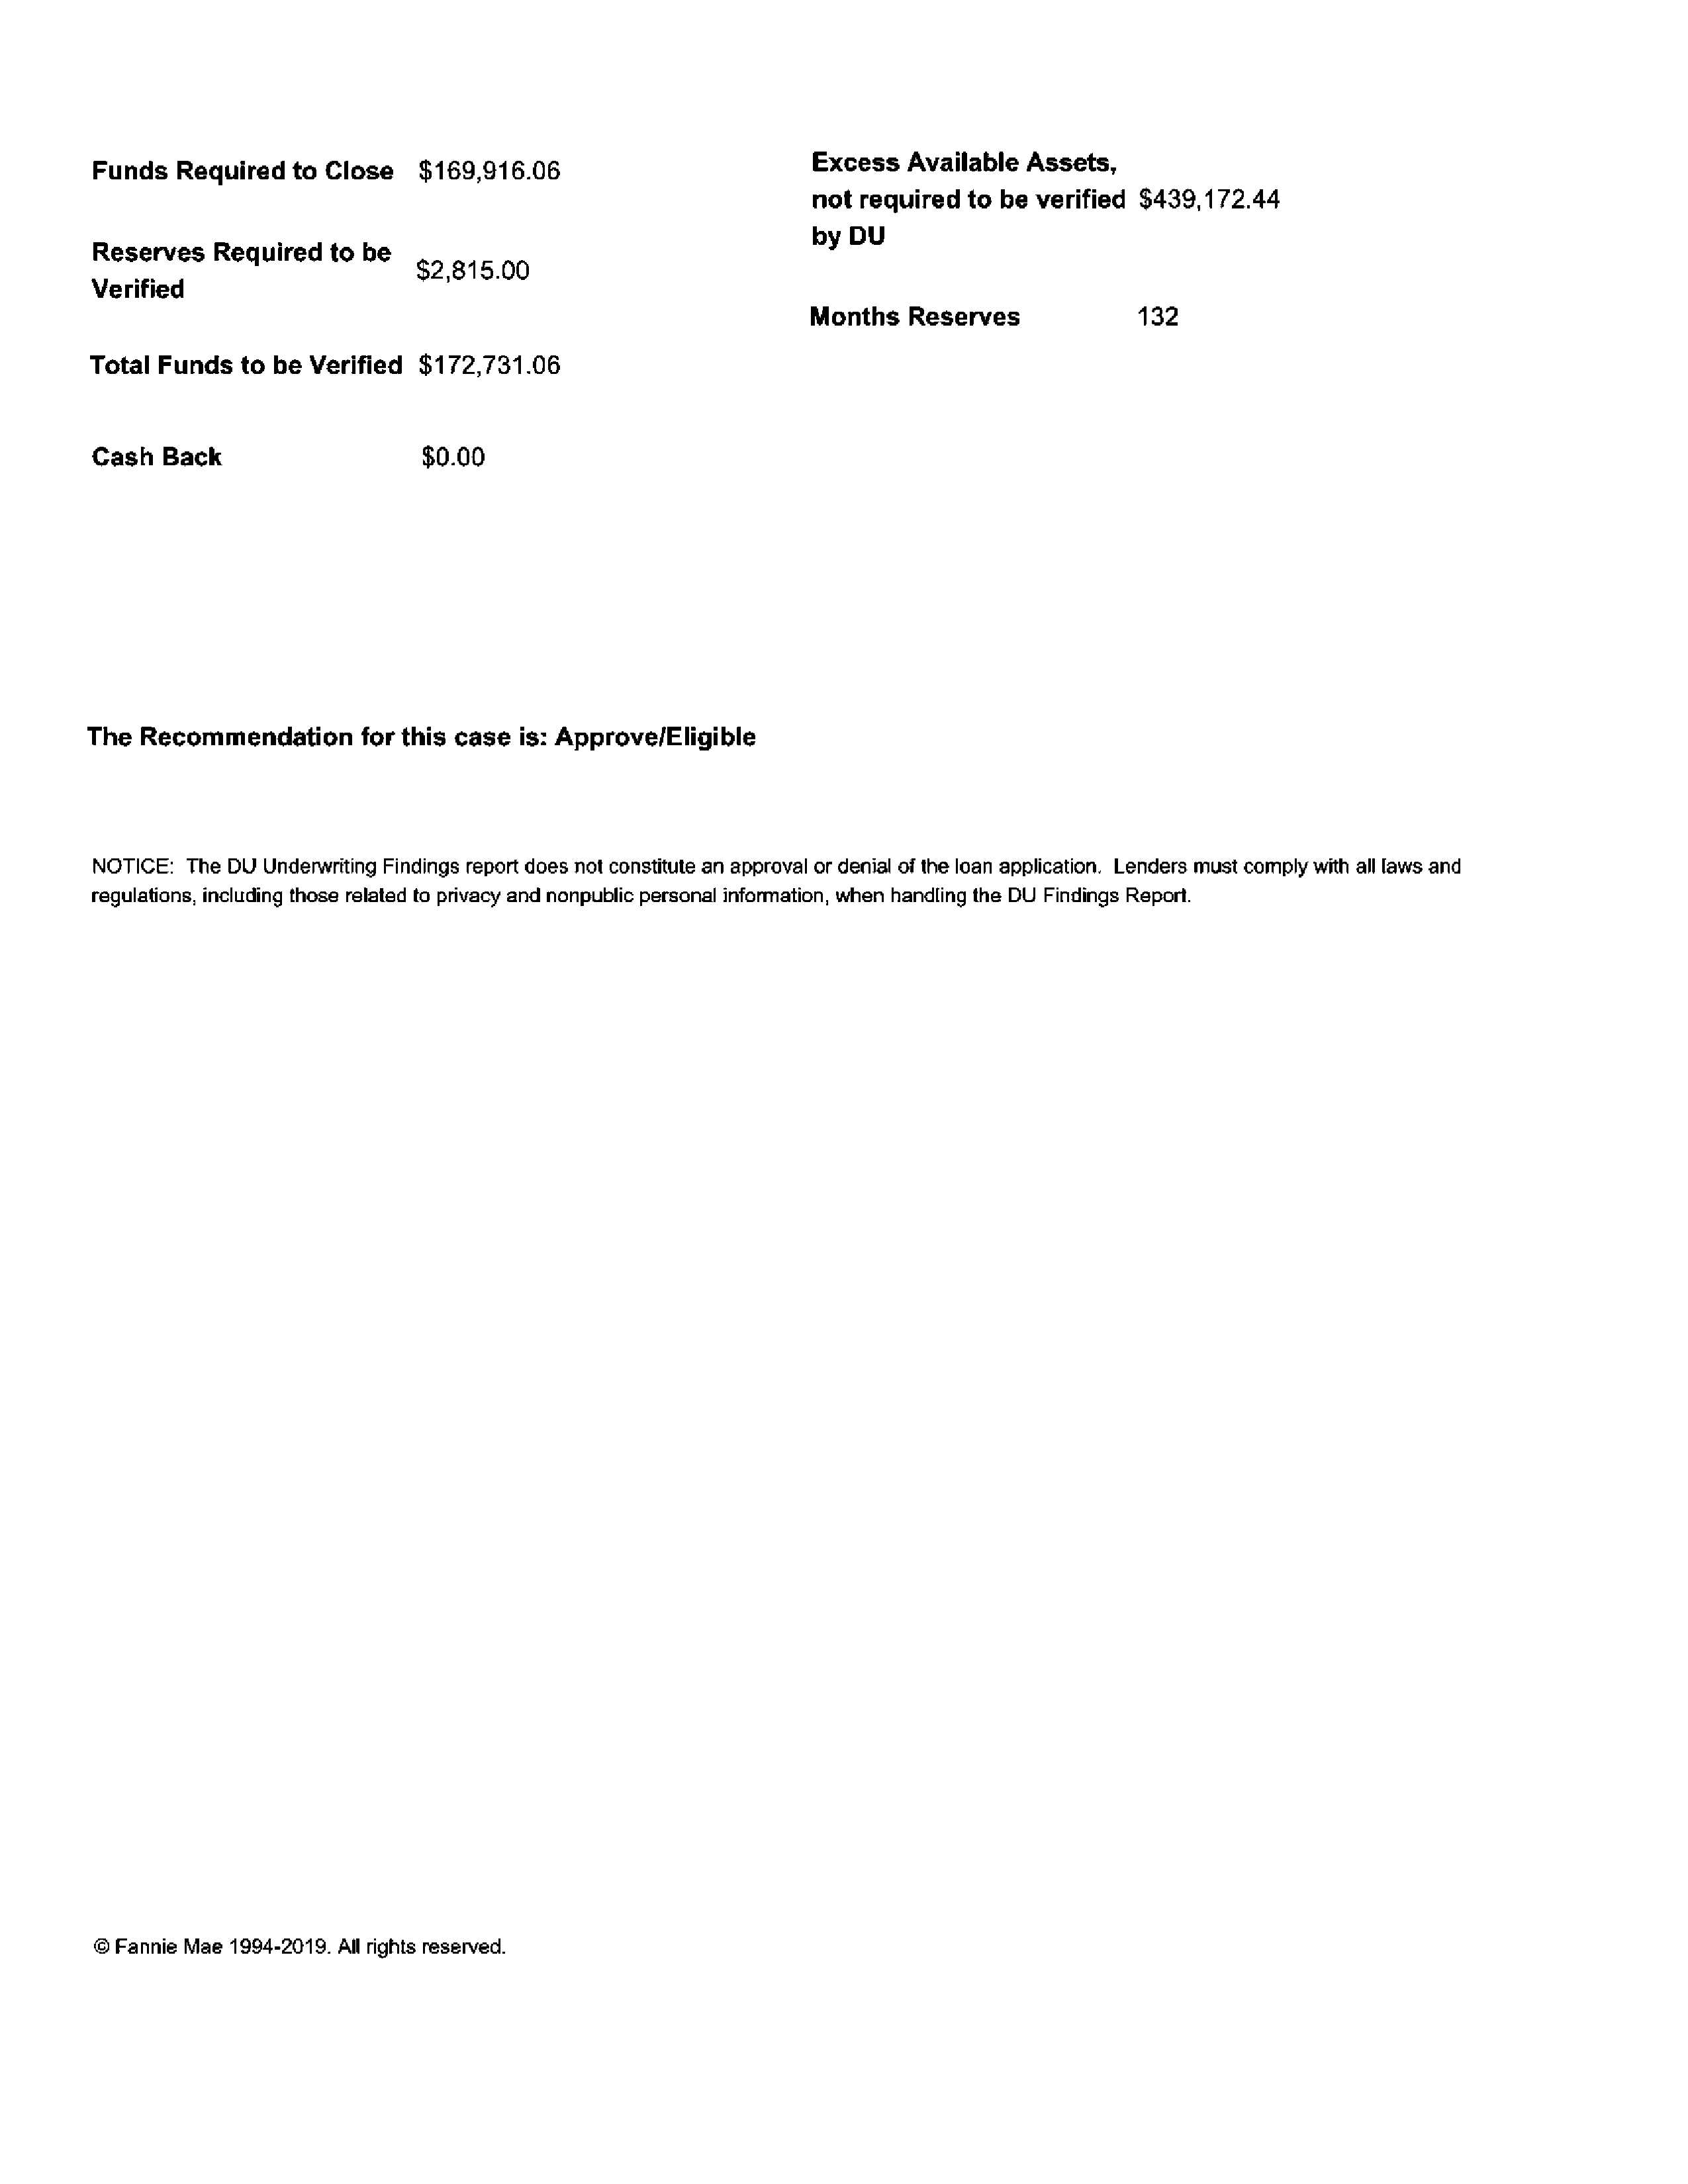 Funds Required to Close $169,916.06
Reserves Required to be
Verified
$2,815.00
Total Funds to be Verified $172,731.06
Cash Back $0.00
Excess Available Assets,
not required to be verified $439,172.44
by DU
Months Reserves 132
The Recommendation for this case is: Approve/Eligible
NOTICE: The DU Underwriting Findings report does not constitute an approval or denial of the loan application. Lenders must comply with all laws and
regulations, including those related to privacy and nonpublic personal information, when handling the DU Findings Report.
© Fannie Mae 1994-2019. All rights reserved.